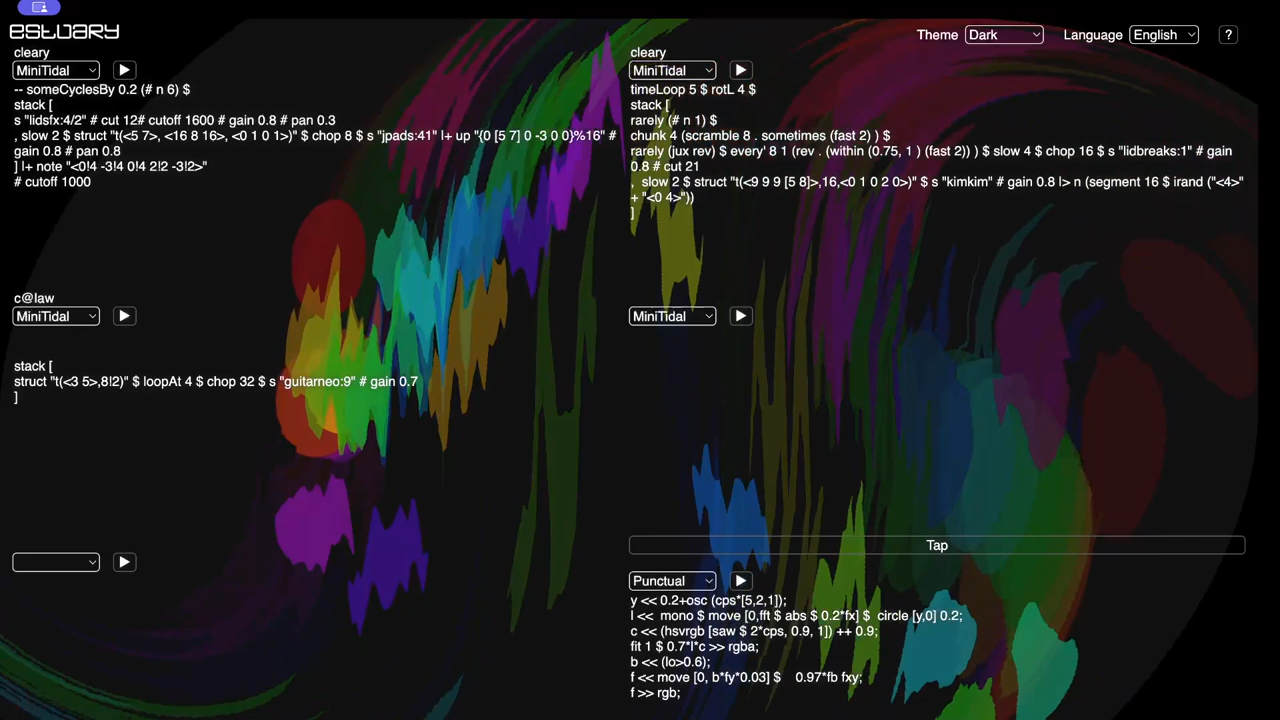 ESTUARY
Theme Dark Language English ?
cleary
MiniTidal
-- someCyclesBy 0.2 (# n 6) $
stack [
s "lidsfx:4/2" # cut 12# cutoff 1600 # gain 0.8 # pan 0.3
, slow 2 $ struct "t(<5 7>, <16 8 16>, <0 1 0 1>)" $ chop 8 $ s "jpads:41" |+ up "{0 [5 7] 0 -3 0 0}%16" #
gain 0.8 # pan 0.8
] |+ note "<0!4 -3!4 0!4 2!2 -3!2>"
# cutoff 1000
cleary
MiniTidal
timeLoop 5 $ rotL 4 $
stack [
rarely (# n 1) $
chunk 4 (scramble 8 . sometimes (fast 2) ) $
rarely (jux rev) $ every' 8 1 (rev . (within (0.75, 1 ) (fast 2)) ) $ slow 4 $ chop 16 $ s "lidbreaks:1" # gain
0.8 # cut 21
, slow 2 $ struct "t(<9 9 9 [5 8]>,16,<0 1 0 2 0>)" $ s "kimkim" # gain 0.8 |> n (segment 16 $ irand ("<4>"
+ "<0 4>"))
]
c@law
MiniTidal
stack [
struct "t(<3 5>,8!2)" $ loopAt 4 $ chop 32 $ s "guitarneo:9" # gain 0.7
]
MiniTidal
Tap
Punctual
y << 0.2+osc (cps*[5,2,1]);
l << mono $ move [0,fft $ abs $ 0.2*fx] $ circle [y,0] 0.2;
c << (hsvrgb [saw $ 2*cps, 0.9, 1]) ++ 0.9;
fit 1 $ 0.7*l*c >> rgba;
b << (lo>0.6);
f << move [0, b*fy*0.03] $ 0.97*fb fxy;
f >> rgb;